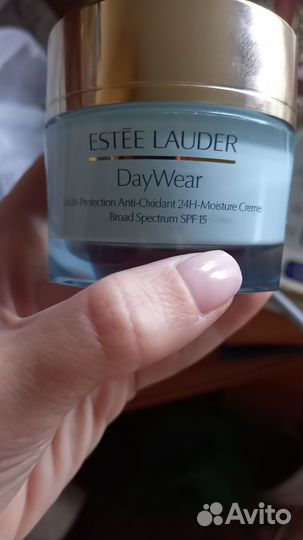 ESTĒE LAUDER
DayWear
Multi-Protection Anti-Oxidant 24H-Moisture Creme
Broad Spectrum SPF 15
Avito